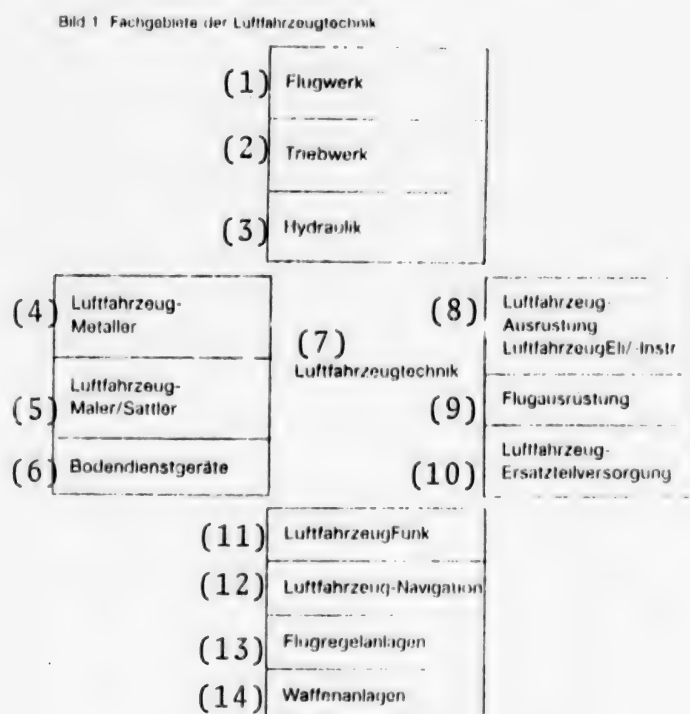 Bild 1 Fachgebiete der Luftfahrzeugtechnik
(1) Flugwerk
(2) Triebwerk
(3) Hydraulik
(4) Luftfahrzeug-
Metaller
(5) Luftfahrzeug-
Maler/Sattler
(6) Bodendienstgeräte
(7)
Luftfahrzeugtechnik
(8) Luftfahrzeug-
Ausrüstung
LuftfahrzeugElt/-Instr
(9) Flugausrüstung
(10) Luftfahrzeug-
Ersatzteilversorgung
(11) LuftfahrzeugFunk
(12) Luftfahrzeug-Navigation
(13) Flugregelanlagen
(14) Waffenanlagen